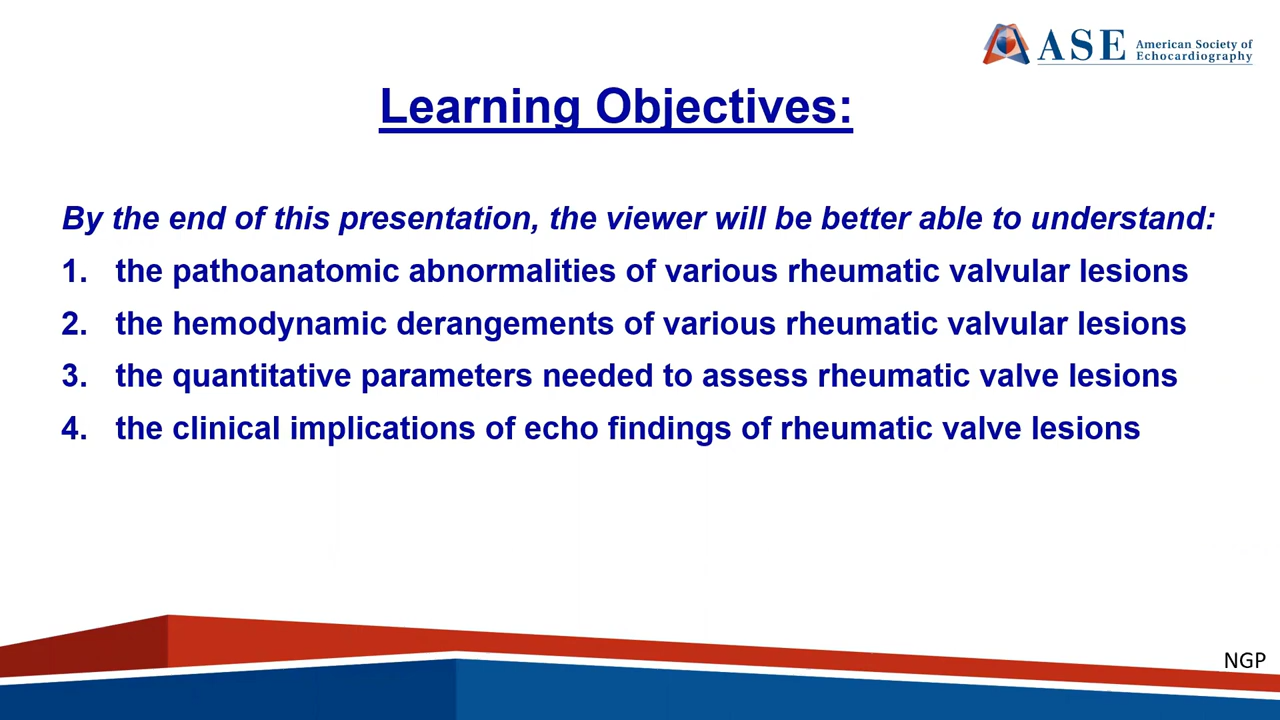 ASE American Society of
Echocardiography
Learning Objectives:
By the end of this presentation, the viewer will be better able to understand:
1. the pathoanatomic abnormalities of various rheumatic valvular lesions
2. the hemodynamic derangements of various rheumatic valvular lesions
3. the quantitative parameters needed to assess rheumatic valve lesions
4. the clinical implications of echo findings of rheumatic valve lesions
NGP